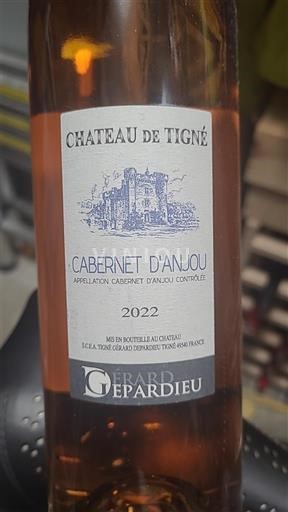 CHATEAU DE TIGNÉ
VINIOU
CABERNET D'ANJOU
APPELLATION CABERNET D'ANJOU CONTRÔLÉE
2022
MIS EN BOUTEILLE AU CHATEAU
S.C.E.A. TIGNÉ GÉRARD DEPARDIEU TIGNÉ 49540 FRANCE
GÉRARD
DEPARDIEU